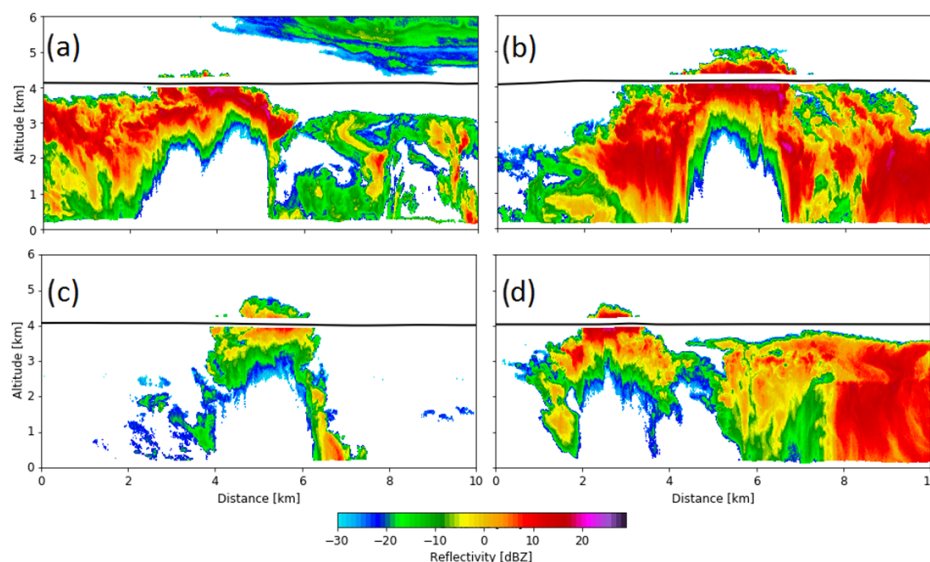 (a)
6
5
4
3
2
1
0
Altitude [km]
(b)
(c)
6
5
4
3
2
1
0
Altitude [km]
0 2 4 6 8 10
Distance [km]
(d)
0 2 4 6 8 1
Distance [km]
−30 −20 −10 0 10 20
Reflectivity [dBZ]